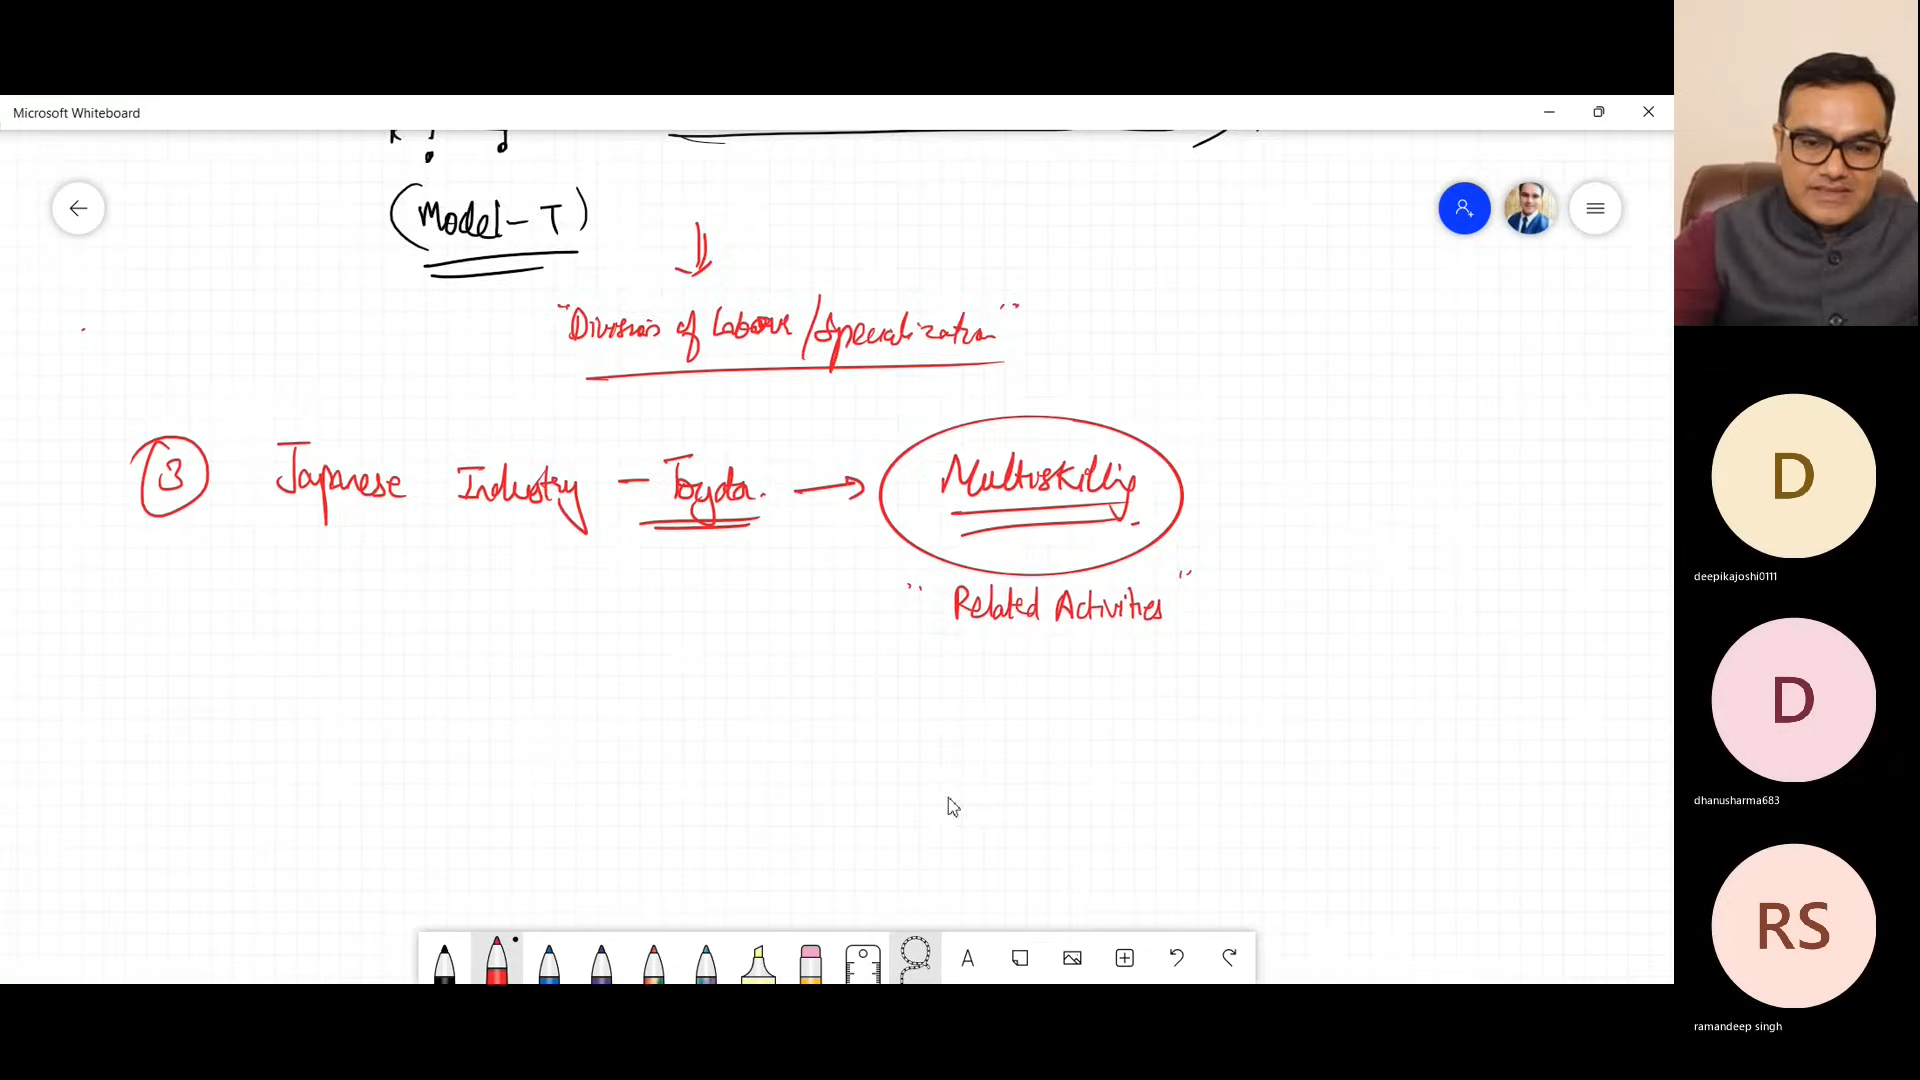 Microsoft Whiteboard
(Model-T)
"Division of Labour/Specialization"
3 Japanese Industry - Toyota. → Multiskilling
"Related Activities"
A
D
deepikajoshi0111
D
dhanusharma683
RS
ramandeep singh